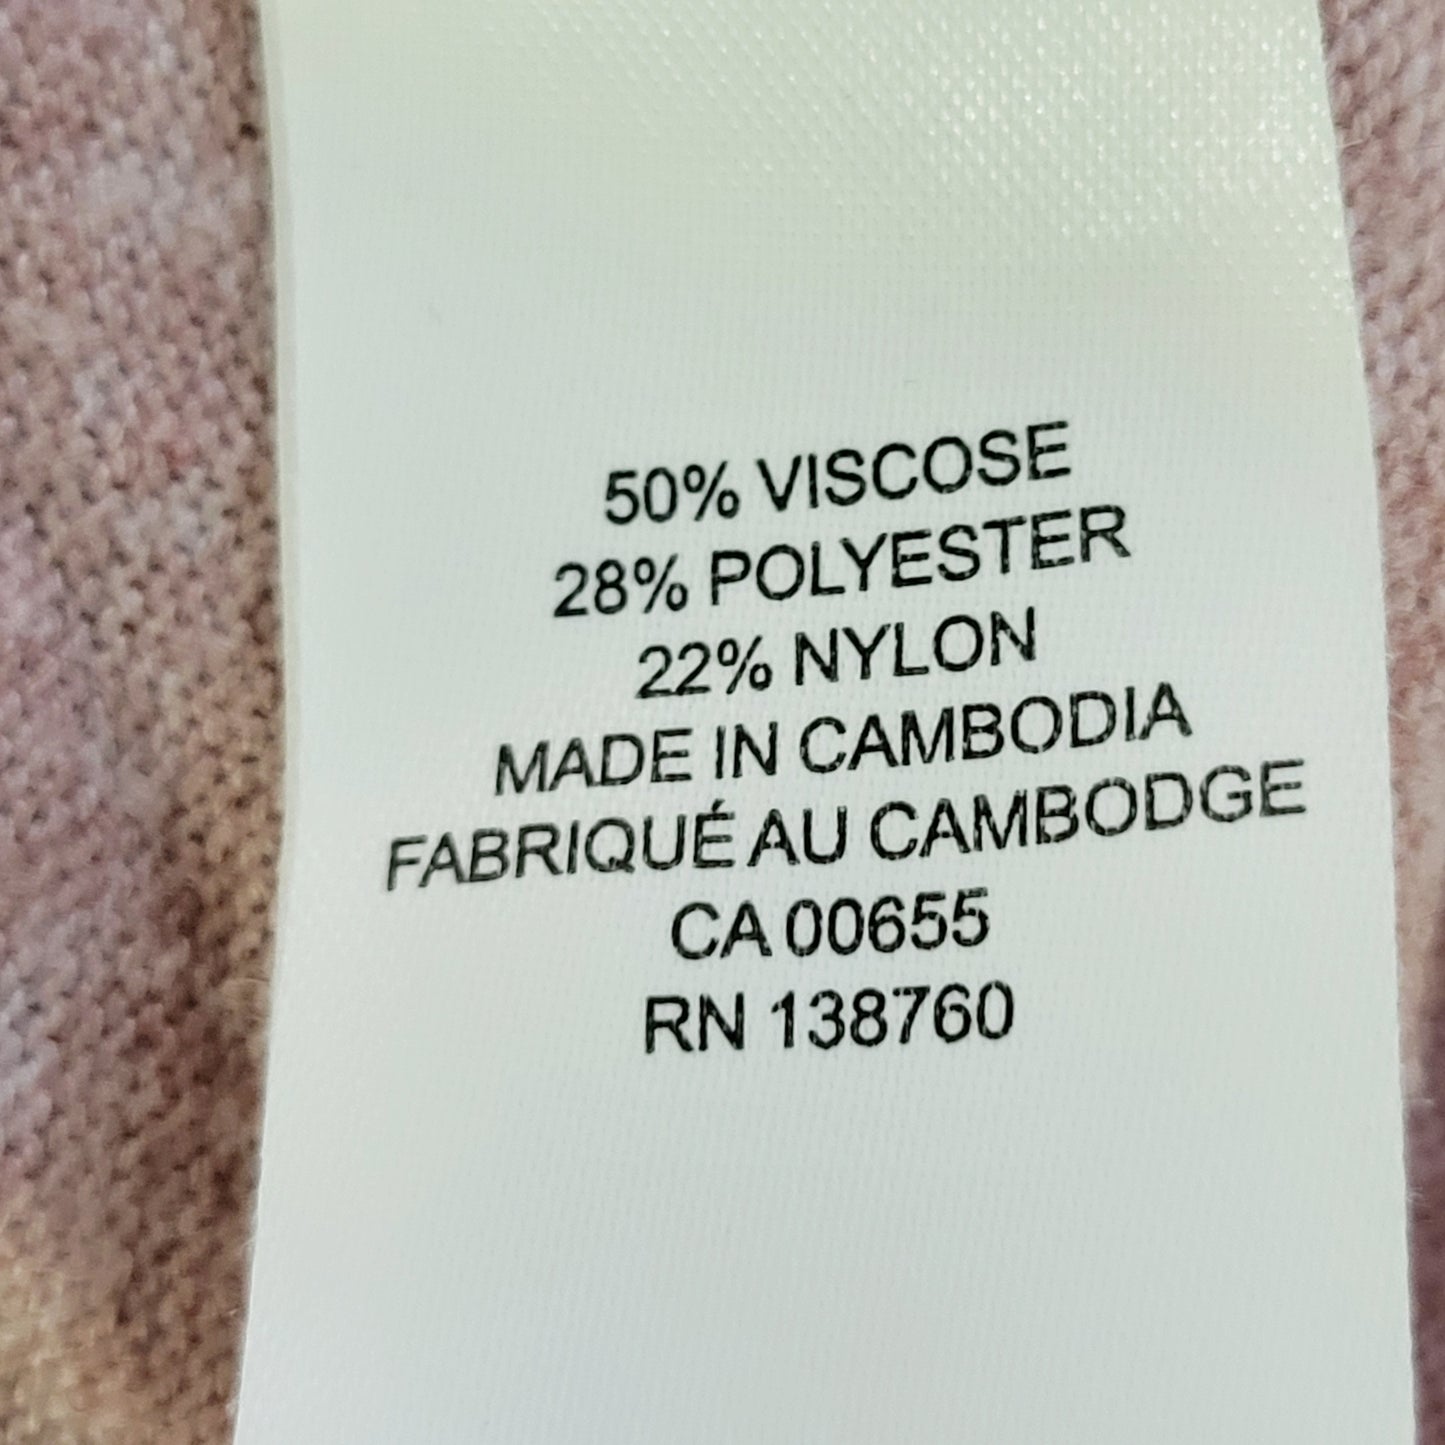 50% VISCOSE
28% POLYESTER
22% NYLON
MADE IN CAMBODIA
FABRIQUÉ AU CAMBODGE
CA 00655
RN 138760